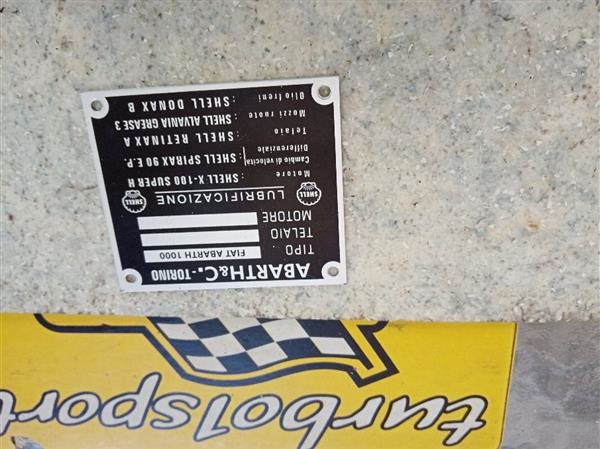 ABARTH & C. - TORINO
TIPO FIAT ABARTH 1000
TELAIO
MOTORE
SHELL LUBRIFICAZIONE SHELL
Motore : SHELL X-100 SUPER H
Cambio di velocità
Differenziale : SHELL SPIRAX 90 E.P.
Telaio : SHELL RETINAX A
Mozzi ruote : SHELL ALVANIA GREASE 3
Olio freni : SHELL DONAX B
turbo1sport